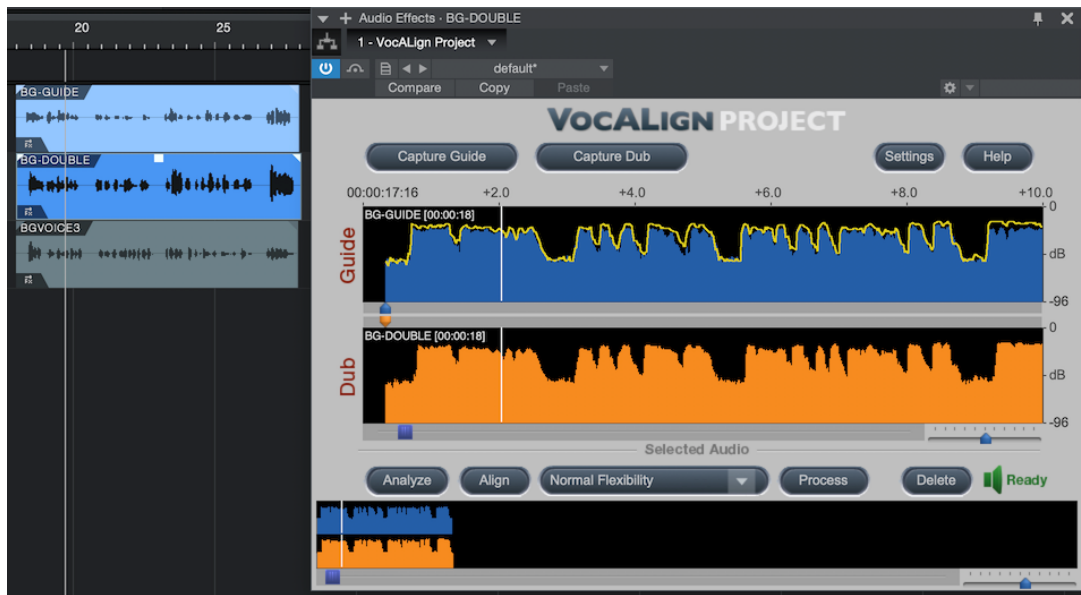 20 25
BG-GUIDE
BG-DOUBLE
BGVOICE3
Audio Effects · BG-DOUBLE
1 - VocALign Project
default*
Compare Copy Paste
VOCALIGN PROJECT
Capture Guide Capture Dub Settings Help
00:00:17:16 +2.0 +4.0 +6.0 +8.0 +10.0
BG-GUIDE [00:00:18]
0
Guide
dB
-96
BG-DOUBLE [00:00:18]
0
Dub
dB
-96
Selected Audio
Analyze Align Normal Flexibility Process Delete Ready